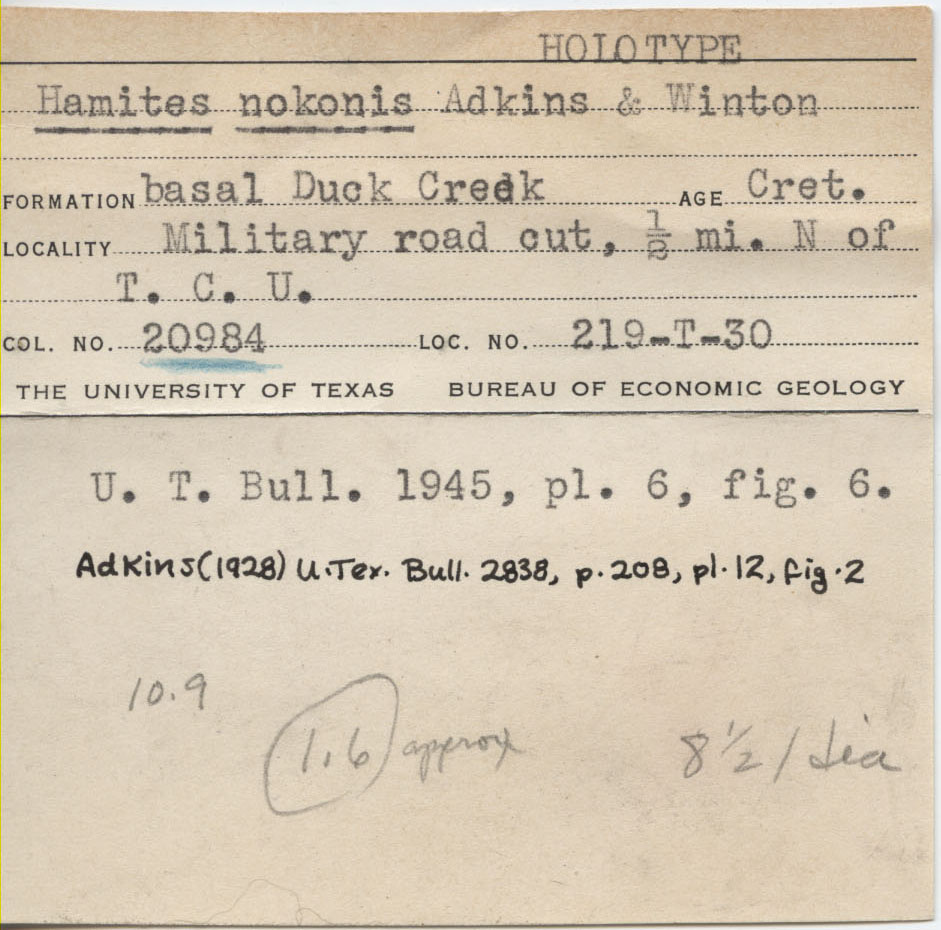 HOLOTYPE
Hamites nokonis Adkins & Winton
FORMATION basal Duck Creek AGE Cret.
LOCALITY Military road cut, ½ mi. N of
T. C. U.
COL. NO. 20984 LOC. NO. 219-T-30
THE UNIVERSITY OF TEXAS BUREAU OF ECONOMIC GEOLOGY
U. T. Bull. 1945, pl. 6, fig. 6.
Adkins(1928) U.Tex. Bull. 2838, p.208, pl.12, fig.2
10.9
1.6 approx 8½/dia